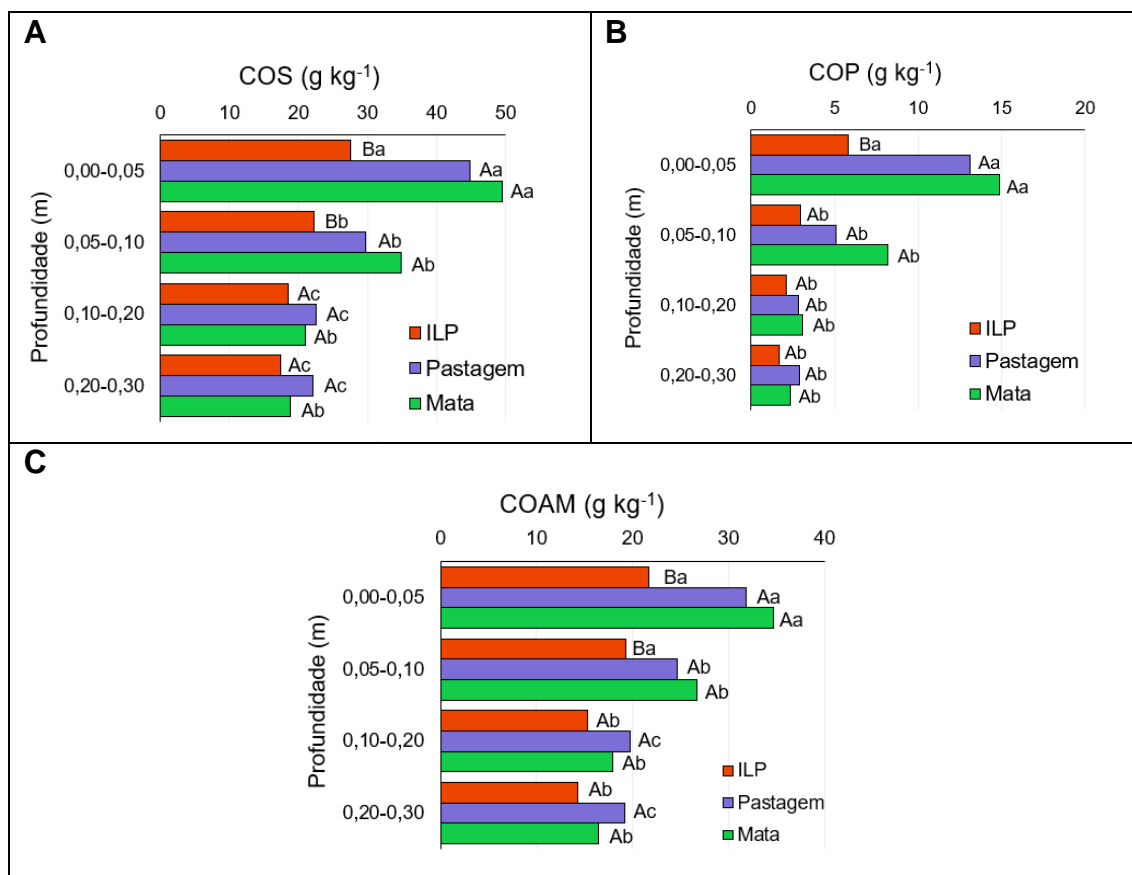 A
COS (g kg-1)
0 10 20 30 40 50
Profundidade (m)
0,00-0,05
Ba
Aa
Aa
0,05-0,10
Bb
Ab
Ab
0,10-0,20
Ac
Ac
Ab
0,20-0,30
Ac
Ac
Ab
ILP
Pastagem
Mata
B
COP (g kg-1)
0 5 10 15 20
Profundidade (m)
0,00-0,05
Ba
Aa
Aa
0,05-0,10
Ab
Ab
Ab
0,10-0,20
Ab
Ab
Ab
0,20-0,30
Ab
Ab
Ab
ILP
Pastagem
Mata
C
COAM (g kg-1)
0 10 20 30 40
Profundidade (m)
0,00-0,05
Ba
Aa
Aa
0,05-0,10
Ba
Ab
Ab
0,10-0,20
Ab
Ac
Ab
0,20-0,30
Ab
Ac
Ab
ILP
Pastagem
Mata